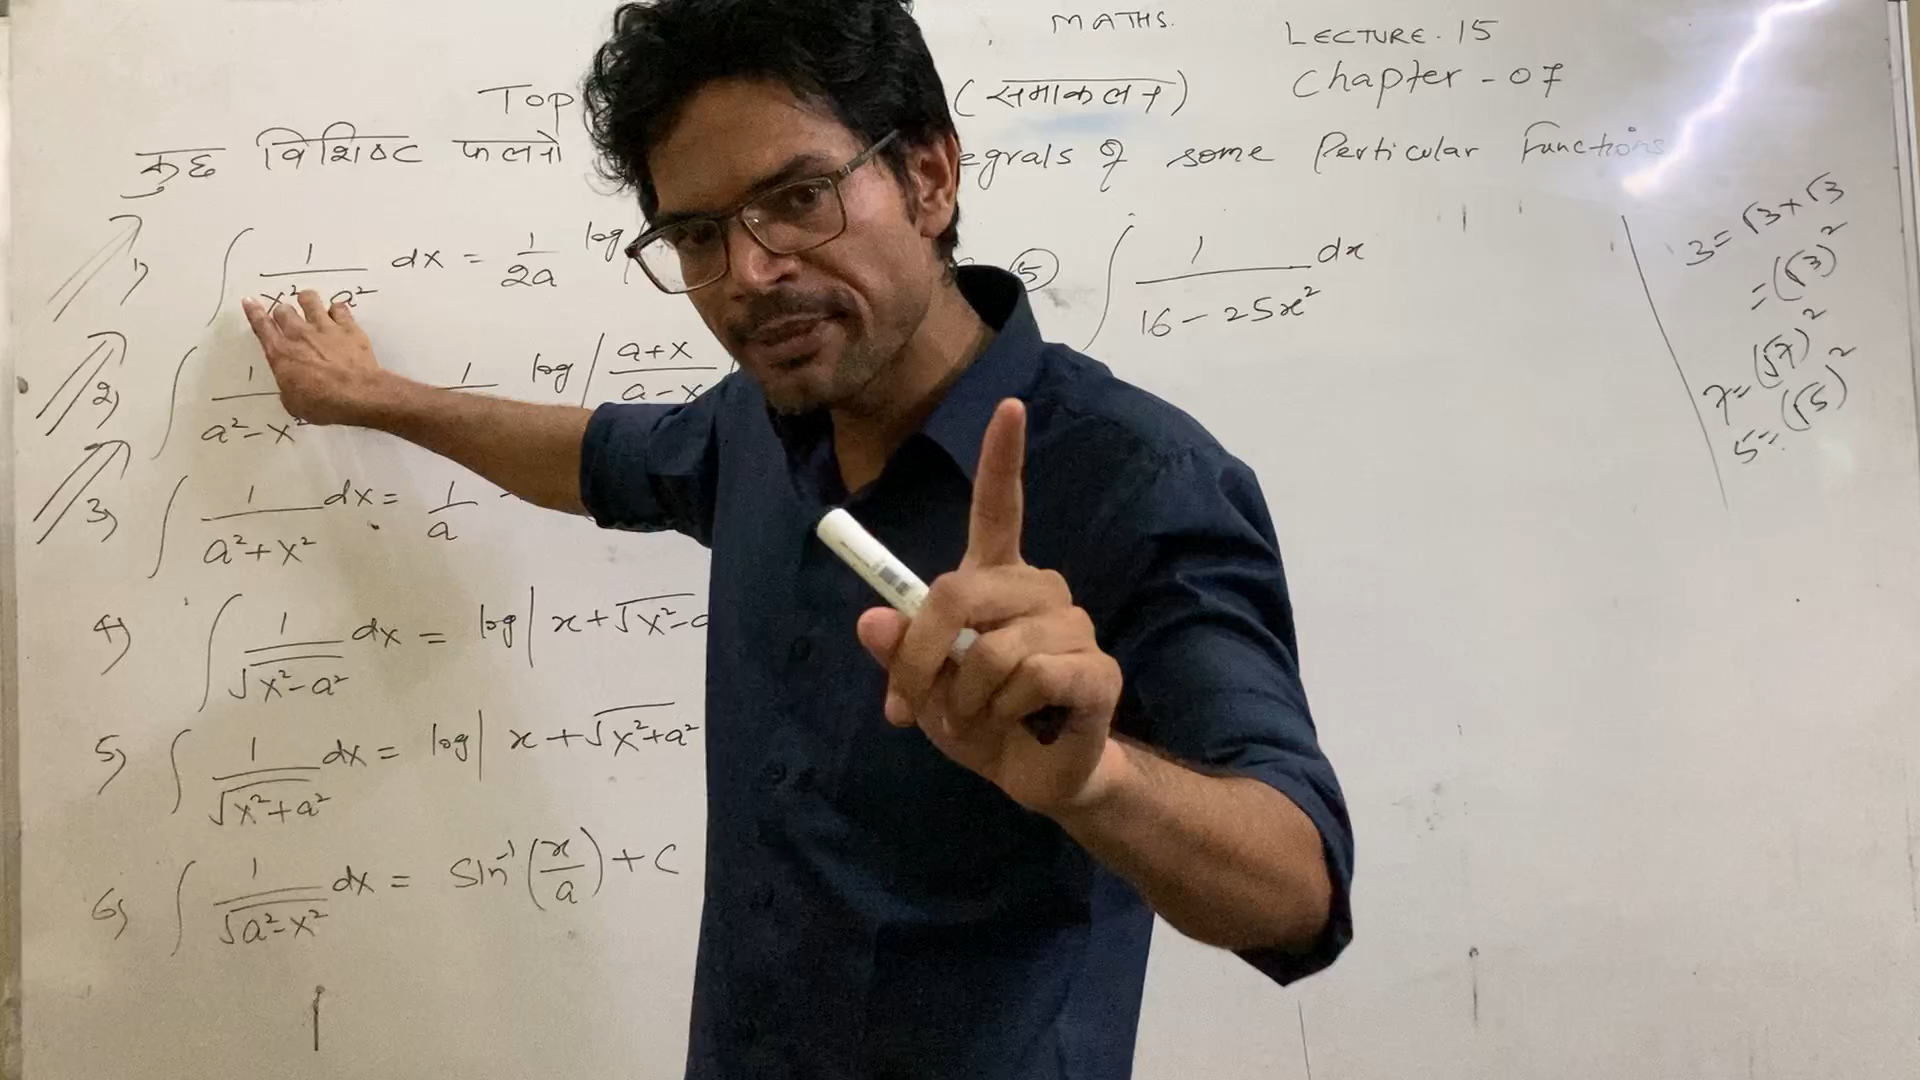 MATHS.
LECTURE. 15
Top (समाकलन)
Chapter - 07
कुछ विशिष्ट फलनो egrals of some Perticular Functions
1) ∫ 1/(x² a²) dx = 1/2a log
2) ∫ 1/(a²-x²) 1 log | (a+x)/(a-x)
3) ∫ 1/(a²+x²) dx = 1/a
4) ∫ 1/√(x²-a²) dx = log | x+√x²-a
5) ∫ 1/√(x²+a²) dx = log | x+√x²+a²
6) ∫ 1/√(a²-x²) dx = Sin⁻¹(x/a)+C
⑤ ∫ 1/(16-25x²) dx
3=√3×√3
=(√3)²
7=(√7)²
5=(√5)²